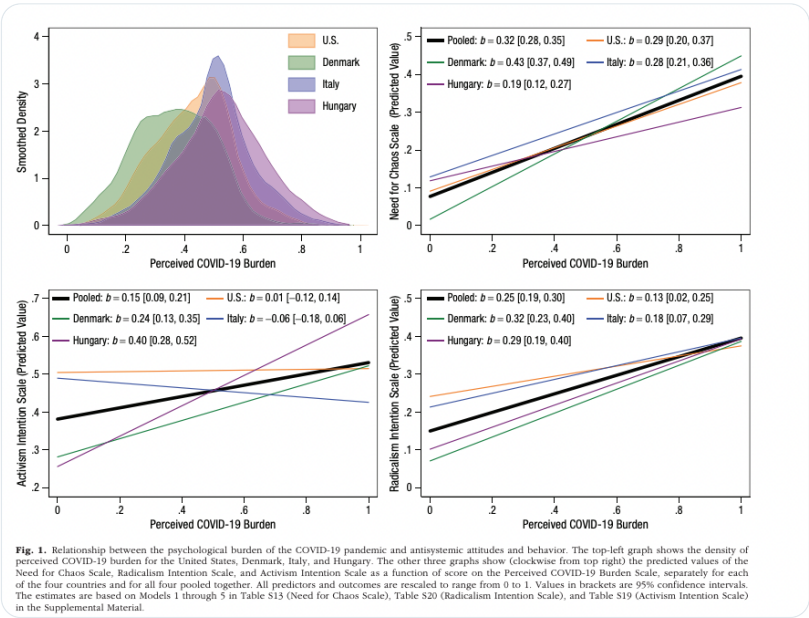 4
3
2
1
0
Smoothed Density
U.S.
Denmark
Italy
Hungary
0 .2 .4 .6 .8 1
Perceived COVID-19 Burden
.5
.4
.3
.2
.1
0
Need for Chaos Scale (Predicted Value)
Pooled: b = 0.32 [0.28, 0.35] U.S.: b = 0.29 [0.20, 0.37]
Denmark: b = 0.43 [0.37, 0.49] Italy: b = 0.28 [0.21, 0.36]
Hungary: b = 0.19 [0.12, 0.27]
0 .2 .4 .6 .8 1
Perceived COVID-19 Burden
.7
.6
.5
.4
.3
.2
Activism Intention Scale (Predicted Value)
Pooled: b = 0.15 [0.09, 0.21] U.S.: b = 0.01 [−0.12, 0.14]
Denmark: b = 0.24 [0.13, 0.35] Italy: b = −0.06 [−0.18, 0.06]
Hungary: b = 0.40 [0.28, 0.52]
0 .2 .4 .6 .8 1
Perceived COVID-19 Burden
.5
.4
.3
.2
.1
0
Radicalism Intention Scale (Predicted Value)
Pooled: b = 0.25 [0.19, 0.30] U.S.: b = 0.13 [0.02, 0.25]
Denmark: b = 0.32 [0.23, 0.40] Italy: b = 0.18 [0.07, 0.29]
Hungary: b = 0.29 [0.19, 0.40]
0 .2 .4 .6 .8 1
Perceived COVID-19 Burden
Fig. 1. Relationship between the psychological burden of the COVID-19 pandemic and antisystemic attitudes and behavior. The top-left graph shows the density of
perceived COVID-19 burden for the United States, Denmark, Italy, and Hungary. The other three graphs show (clockwise from top right) the predicted values of the
Need for Chaos Scale, Radicalism Intention Scale, and Activism Intention Scale as a function of score on the Perceived COVID-19 Burden Scale, separately for each
of the four countries and for all four pooled together. All predictors and outcomes are rescaled to range from 0 to 1. Values in brackets are 95% confidence intervals.
The estimates are based on Models 1 through 5 in Table S13 (Need for Chaos Scale), Table S20 (Radicalism Intention Scale), and Table S19 (Activism Intention Scale)
in the Supplemental Material.